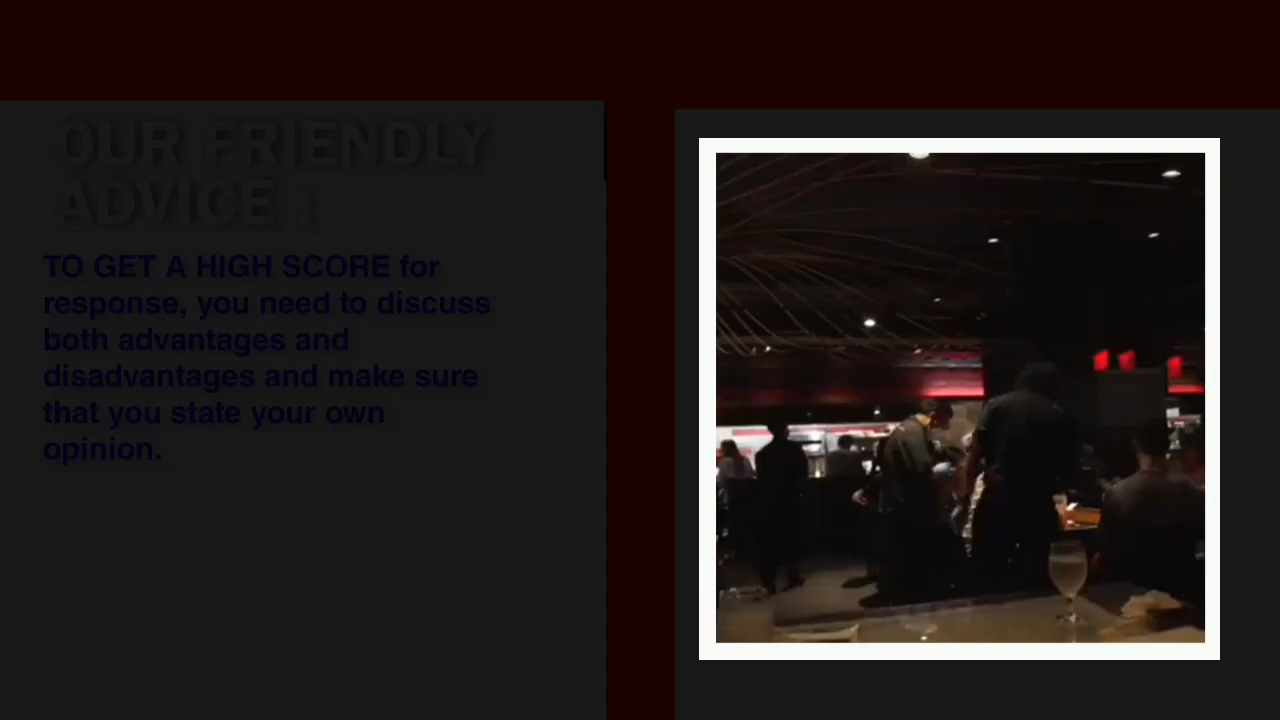 OUR FRIENDLY
ADVICE :
TO GET A HIGH SCORE for
response, you need to discuss
both advantages and
disadvantages and make sure
that you state your own
opinion.